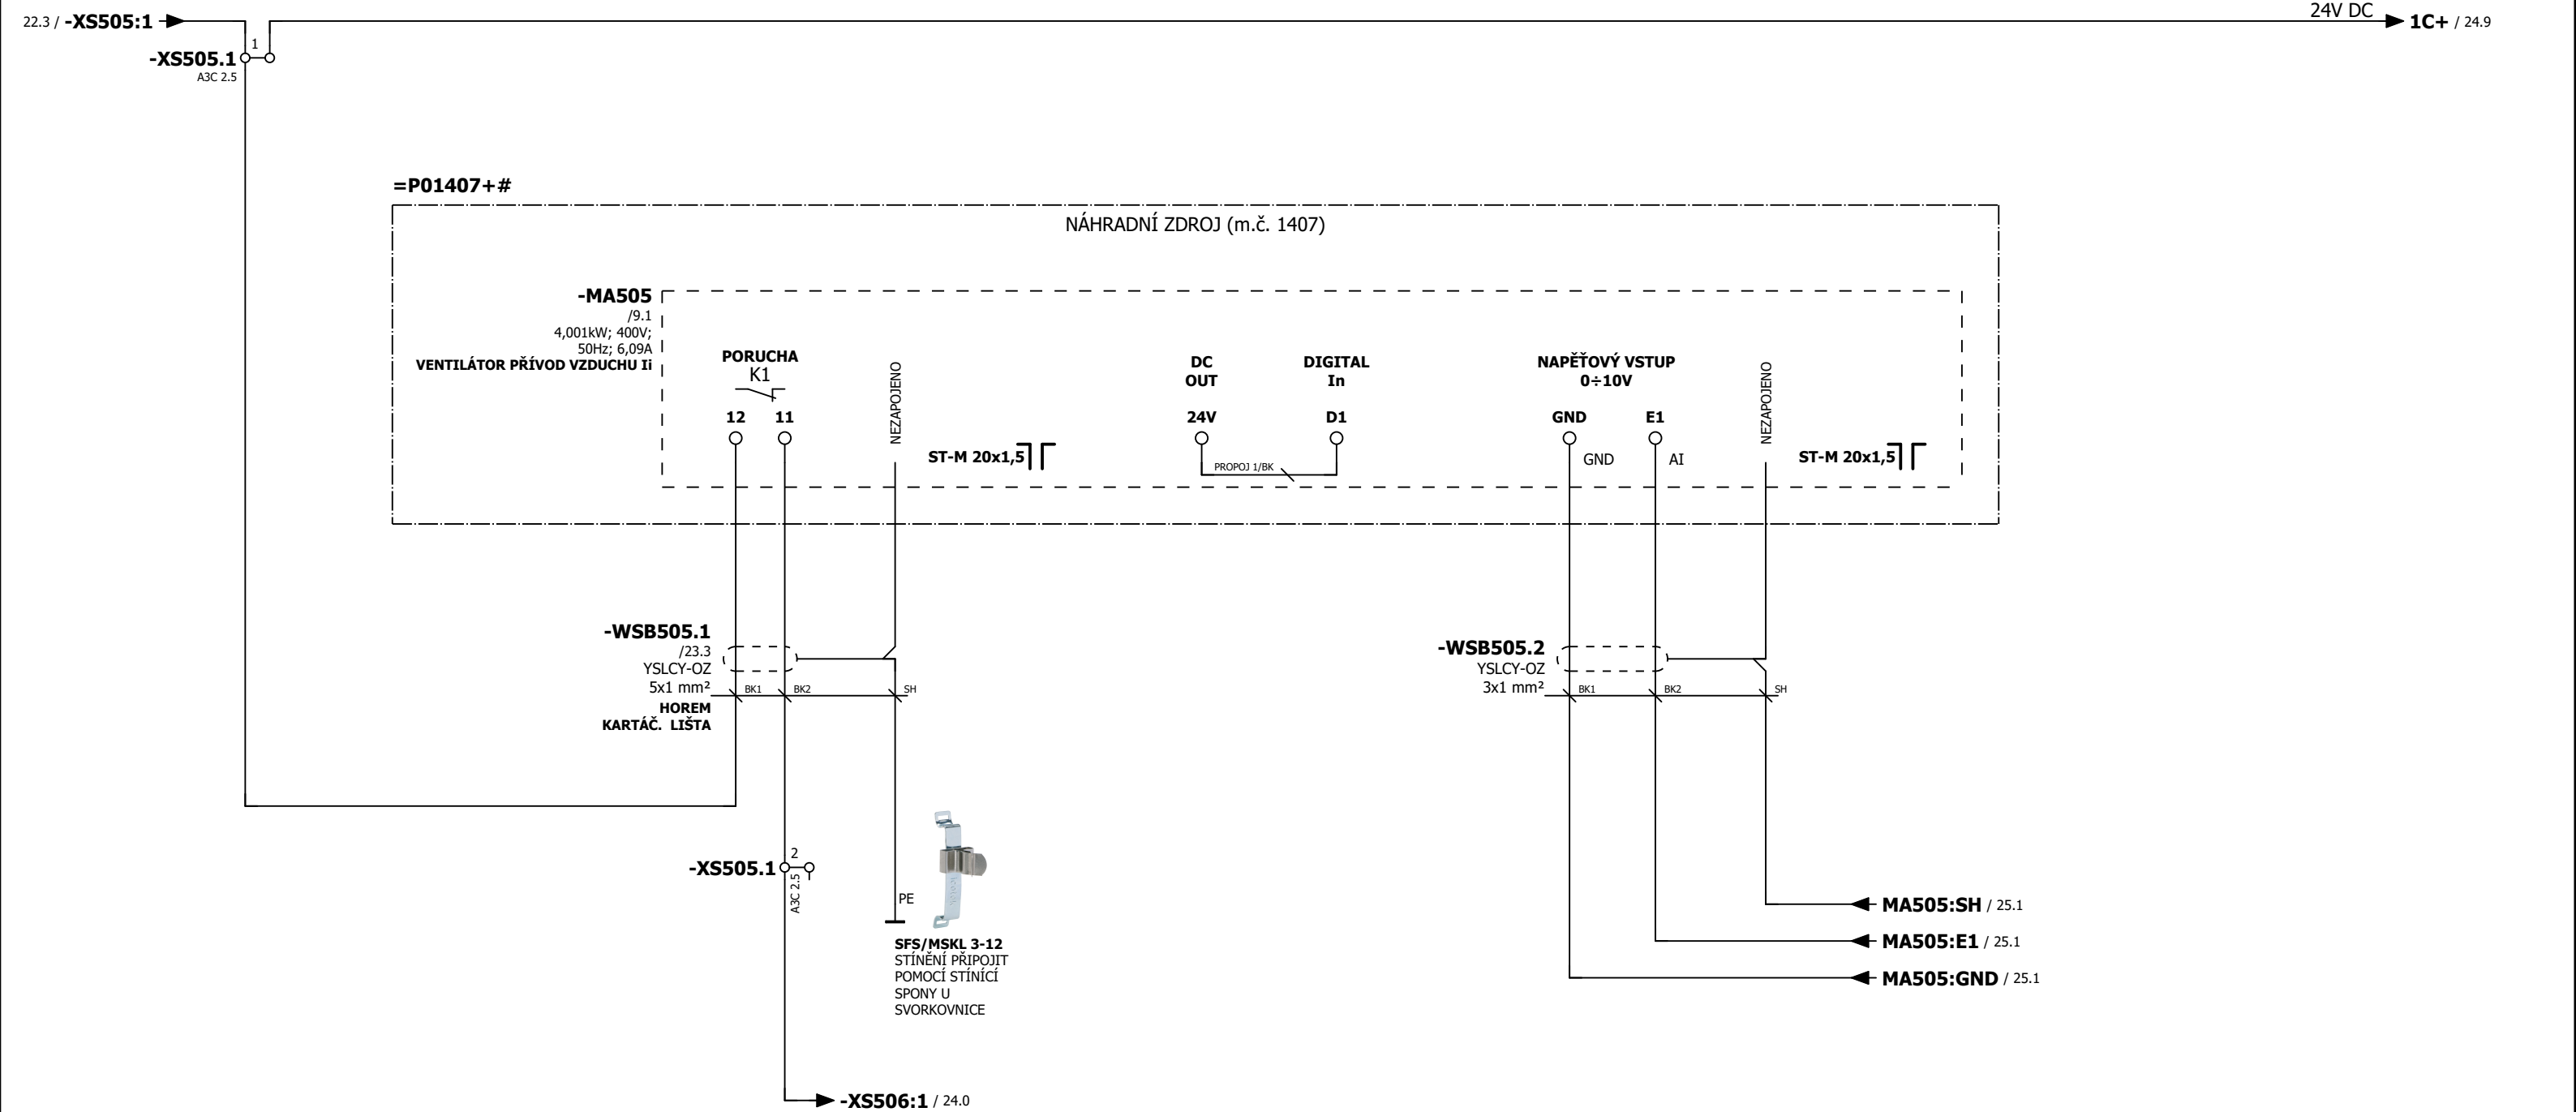 22.3 / -XS505:1
24V DC
1C+ / 24.9
1
-XS505.1
A3C 2.5
=P01407+#
NÁHRADNÍ ZDROJ (m.č. 1407)
-MA505
/9.1
4,001kW; 400V;
50Hz; 6,09A
VENTILÁTOR PŘÍVOD VZDUCHU Ii
PORUCHA
K1
12 11
NEZAPOJENO
ST-M 20x1,5
DC
OUT
24V
DIGITAL
In
D1
PROPOJ 1/BK
NAPĚŤOVÝ VSTUP
0÷10V
GND E1
GND AI
NEZAPOJENO
ST-M 20x1,5
-WSB505.1
/23.3
YSLCY-OZ
5x1 mm²
HOREM
KARTÁČ. LIŠTA
BK1 BK2 SH
-WSB505.2
YSLCY-OZ
3x1 mm²
BK1 BK2 SH
2
-XS505.1
A3C 2.5
PE
SFS/MSKL 3-12
STÍNĚNÍ PŘIPOJIT
POMOCÍ STÍNÍCÍ
SPONY U
SVORKOVNICE
MA505:SH / 25.1
MA505:E1 / 25.1
MA505:GND / 25.1
-XS506:1 / 24.0